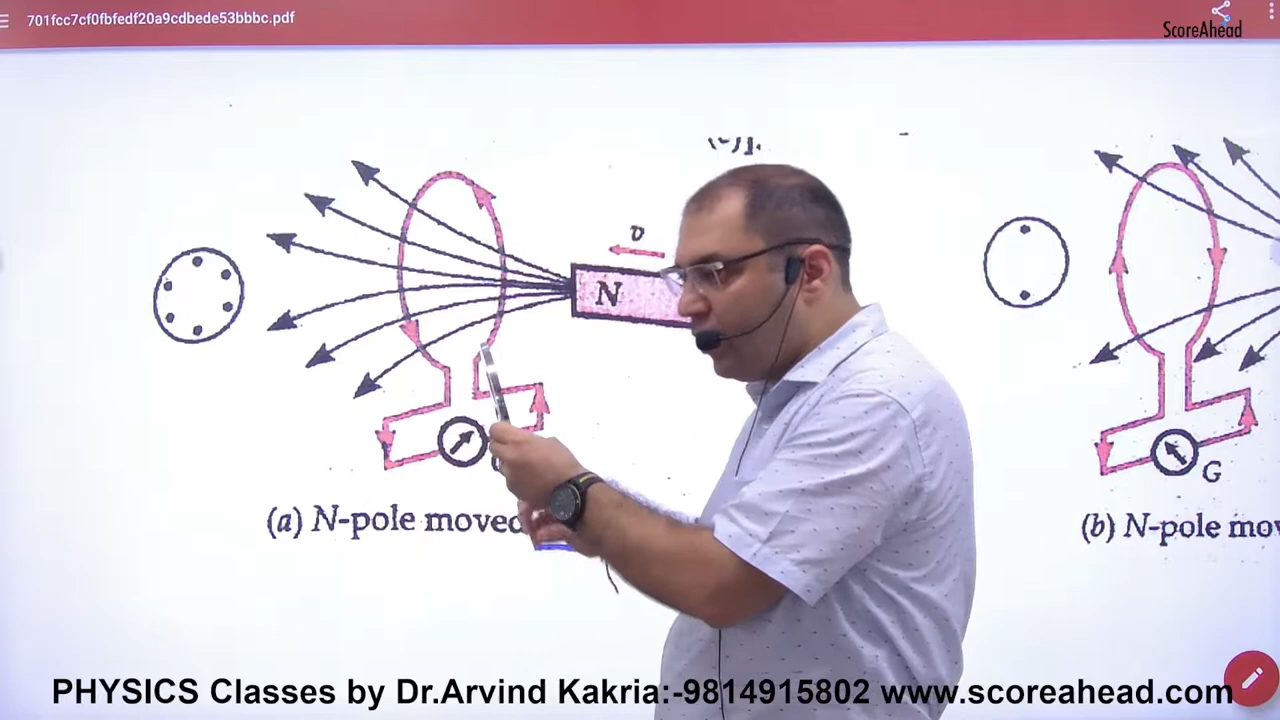 701fcc7cf0fbfedf20a9cdbede53bbbc.pdf
ScoreAhead
υ
N
G
(a) N-pole moved
(b) N-pole mov
PHYSICS Classes by Dr.Arvind Kakria:-9814915802 www.scoreahead.com